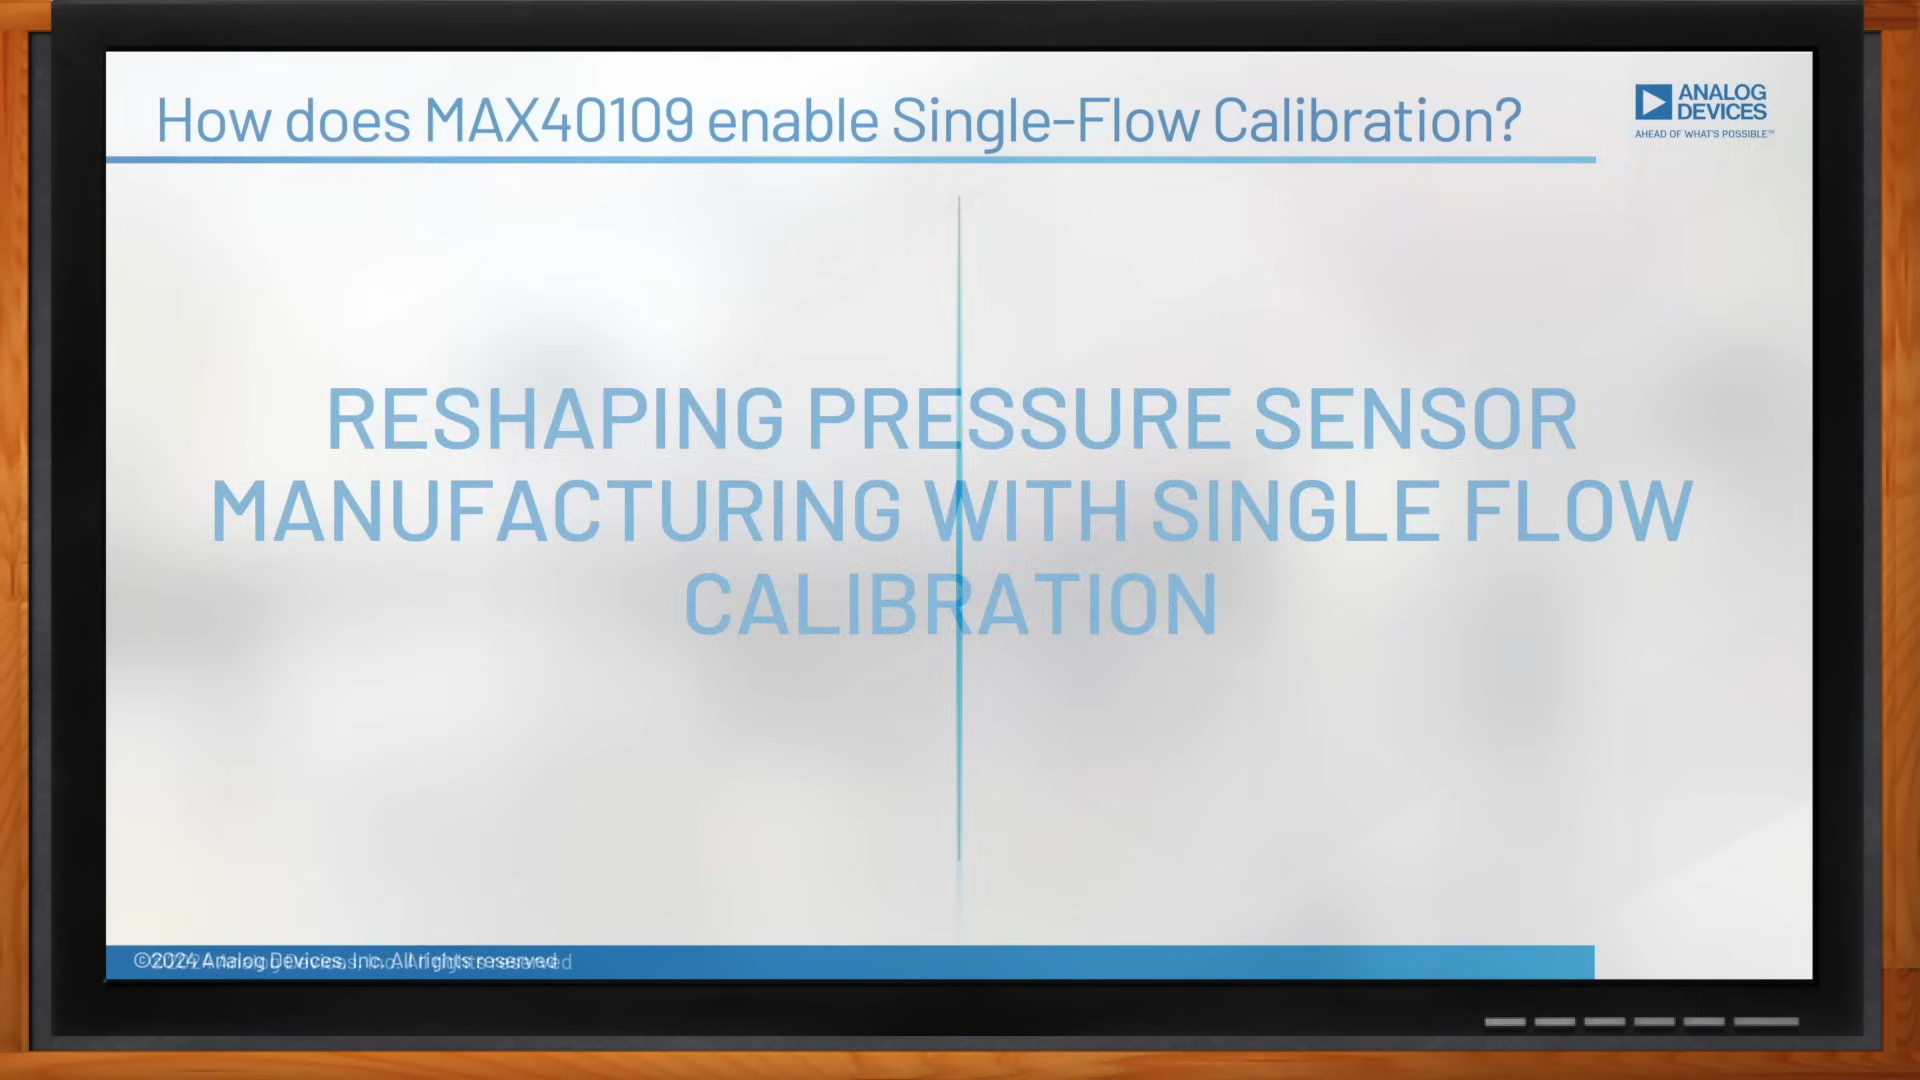 How does MAX40109 enable Single-Flow Calibration?
ANALOG
DEVICES
AHEAD OF WHAT'S POSSIBLE™
RESHAPING PRESSURE SENSOR
MANUFACTURING WITH SINGLE FLOW
CALIBRATION
©2024 Analog Devices, Inc. All rights reserved